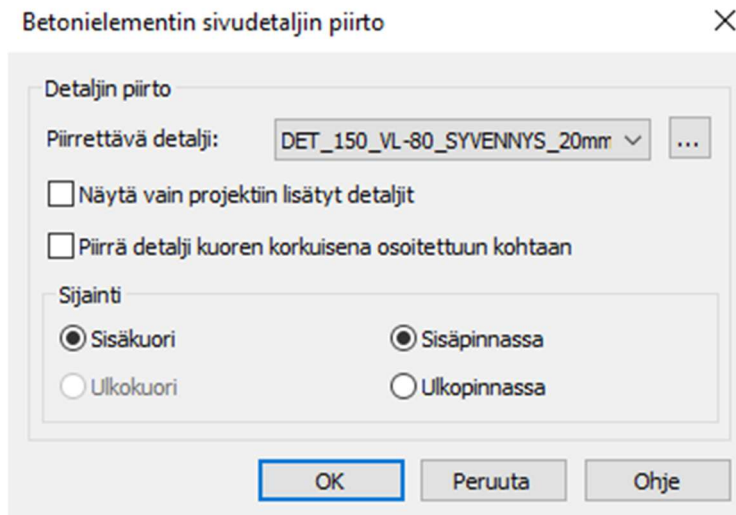 Betonielementin sivudetaljin piirto
Detaljin piirto
Piirrettävä detalji: DET_150_VL-80_SYVENNYS_20mm ...
Näytä vain projektiin lisätyt detaljit
Piirrä detalji kuoren korkuisena osoitettuun kohtaan
Sijainti
Sisäkuori Sisäpinnassa
Ulkokuori Ulkopinnassa
OK Peruuta Ohje